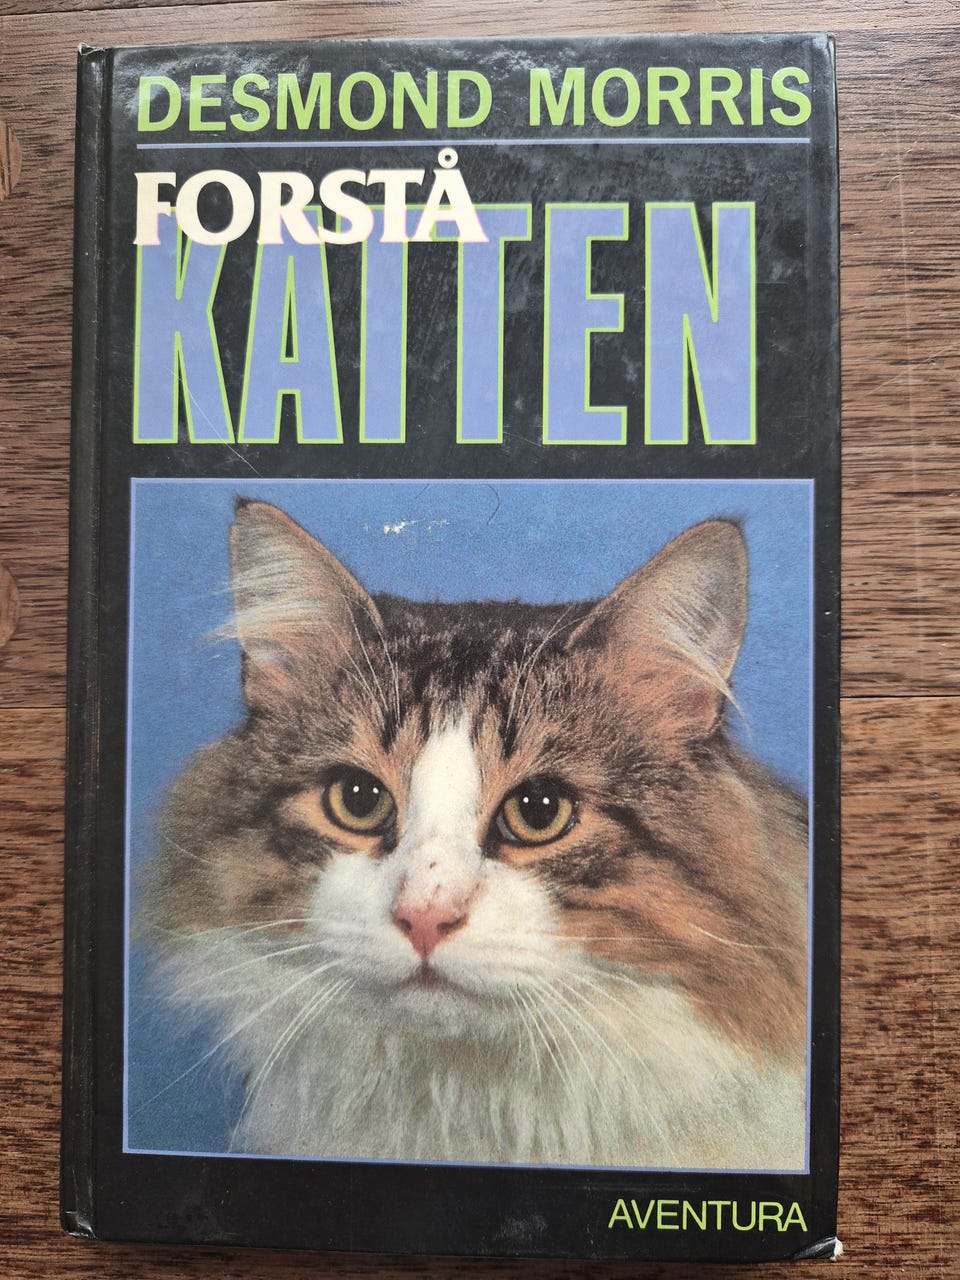 DESMOND MORRIS
FORSTÅ
KATTEN
AVENTURA